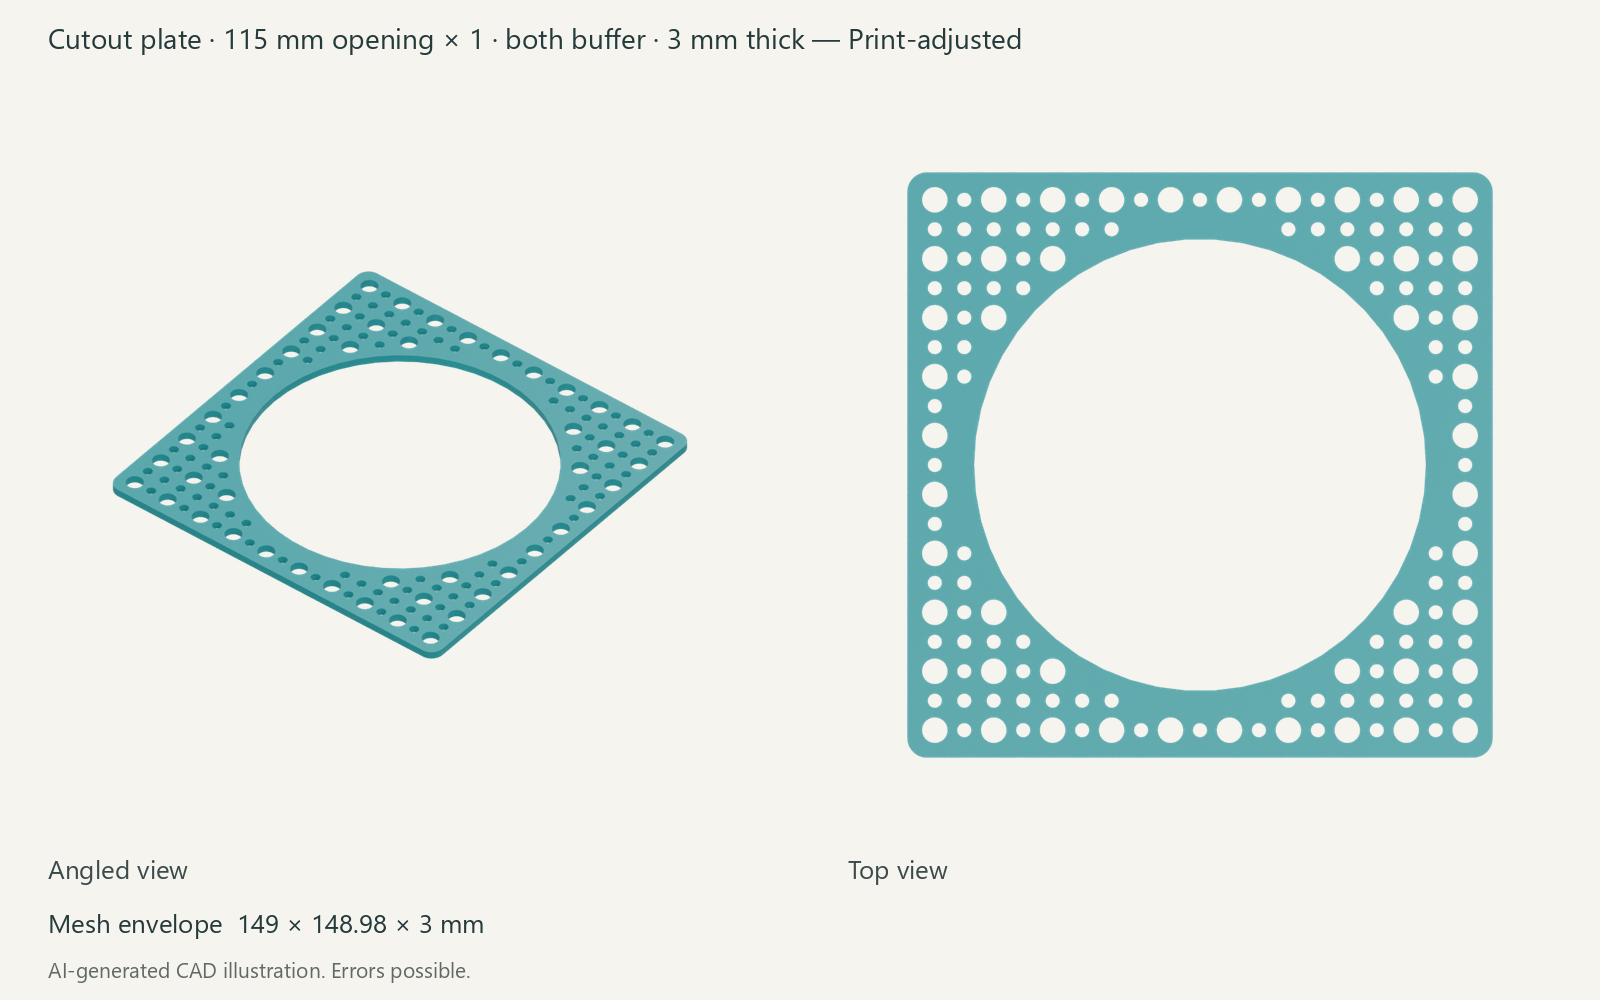 Cutout plate · 115 mm opening × 1 · both buffer · 3 mm thick — Print-adjusted
Angled view
Top view
Mesh envelope 149 × 148.98 × 3 mm
AI-generated CAD illustration. Errors possible.